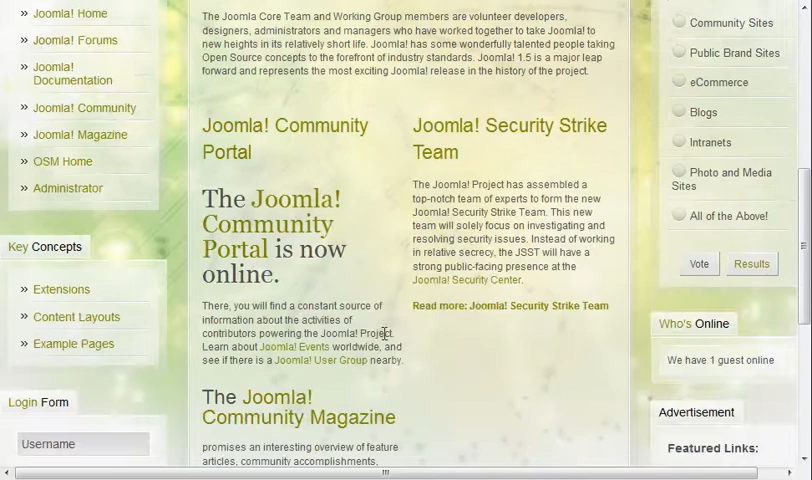 Joomla! Home
Joomla! Forums
Joomla!
Documentation
Joomla! Community
Joomla! Magazine
OSM Home
Administrator
Key Concepts
Extensions
Content Layouts
Example Pages
Login Form
Username
The Joomla Core Team and Working Group members are volunteer developers,
designers, administrators and managers who have worked together to take Joomla! to
new heights in its relatively short life. Joomla! has some wonderfully talented people taking
Open Source concepts to the forefront of industry standards. Joomla! 1.5 is a major leap
forward and represents the most exciting Joomla! release in the history of the project.
Joomla! Community
Portal
The Joomla!
Community
Portal is now
online.
There, you will find a constant source of
information about the activities of
contributors powering the Joomla! Project.
Learn about Joomla! Events worldwide, and
see if there is a Joomla! User Group nearby.
The Joomla!
Community Magazine
promises an interesting overview of feature
articles, community accomplishments,
Joomla! Security Strike
Team
The Joomla! Project has assembled a
top-notch team of experts to form the new
Joomla! Security Strike Team. This new
team will solely focus on investigating and
resolving security issues. Instead of working
in relative secrecy, the JSST will have a
strong public-facing presence at the
Joomla! Security Center.
Read more: Joomla! Security Strike Team
Community Sites
Public Brand Sites
eCommerce
Blogs
Intranets
Photo and Media
Sites
All of the Above!
Vote
Results
Who's Online
We have 1 guest online
Advertisement
Featured Links: